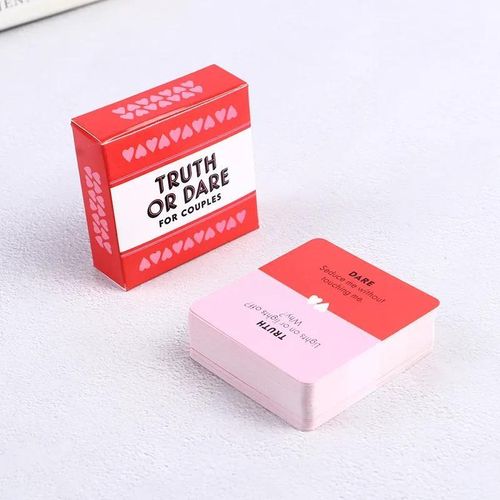 TRUTH
OR DARE
FOR COUPLES
DARE
Seduce me without
touching me.
TRUTH
Lights on or lights off?
Why?